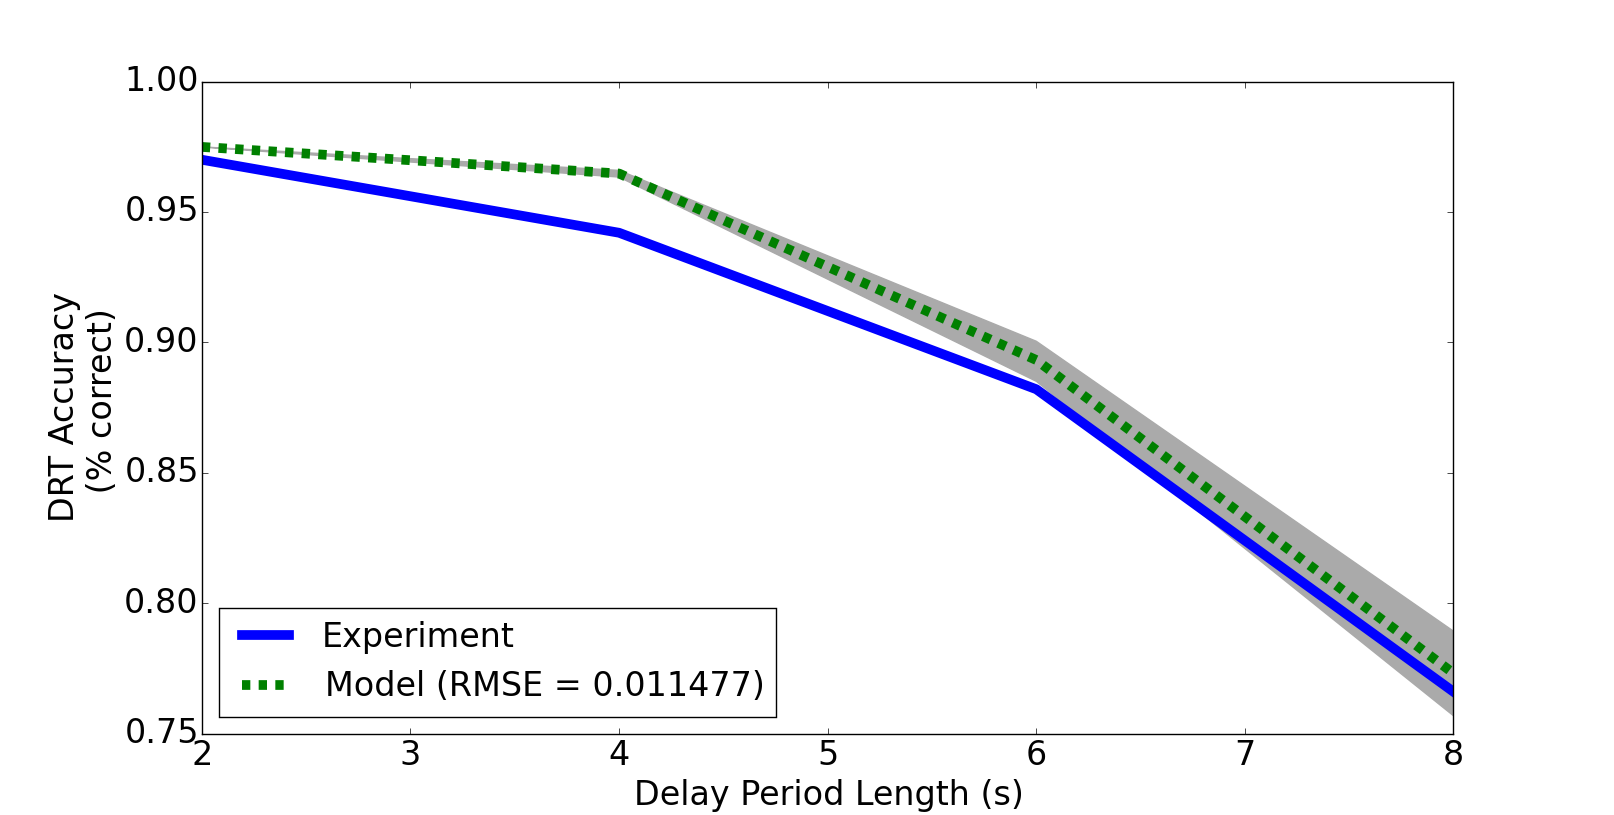 1.00
0.95
0.90
0.85
0.80
0.75
DRT Accuracy
(% correct)
Experiment
Model (RMSE = 0.011477)
2 3 4 5 6 7 8
Delay Period Length (s)